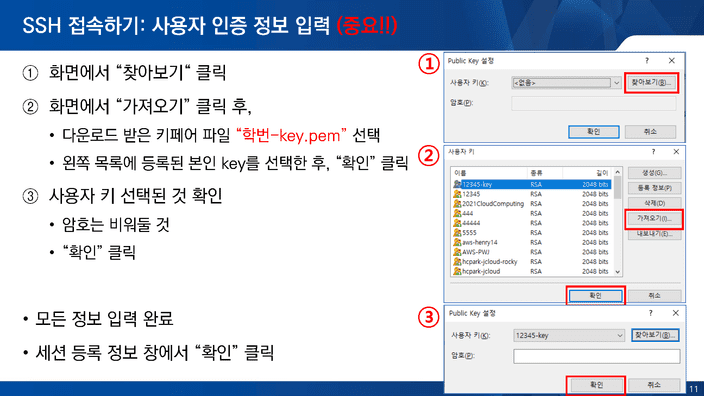 SSH 접속하기: 사용자 인증 정보 입력 (중요!!)
① 화면에서 “찾아보기“ 클릭
② 화면에서 “가져오기” 클릭 후,
• 다운로드 받은 키페어 파일 “학번-key.pem” 선택
• 왼쪽 목록에 등록된 본인 key를 선택한 후, “확인” 클릭
③ 사용자 키 선택된 것 확인
• 암호는 비워둘 것
• “확인” 클릭
• 모든 정보 입력 완료
• 세션 등록 정보 창에서 “확인” 클릭
①
Public Key 설정 ? ×
사용자 키(K): <없음> 찾아보기(B)...
암호(P):
확인 취소
②
사용자 키 ? ×
이름 종류 길이
12345-key RSA 2048 bits
12345 RSA 2048 bits
2021CloudComputing RSA 2048 bits
444 RSA 2048 bits
44444 RSA 2048 bits
5555 RSA 2048 bits
aws-henry14 RSA 2048 bits
AWS-PWJ RSA 2048 bits
hcpark-jcloud-rocky RSA 2048 bits
hcpark-jcloud RSA 2048 bits
생성(G)...
등록 정보(P)
삭제(D)
가져오기(I)...
내보내기(E)...
확인 취소
③
Public Key 설정 ? ×
사용자 키(K): 12345-key 찾아보기(B)...
암호(P):
확인 취소
11